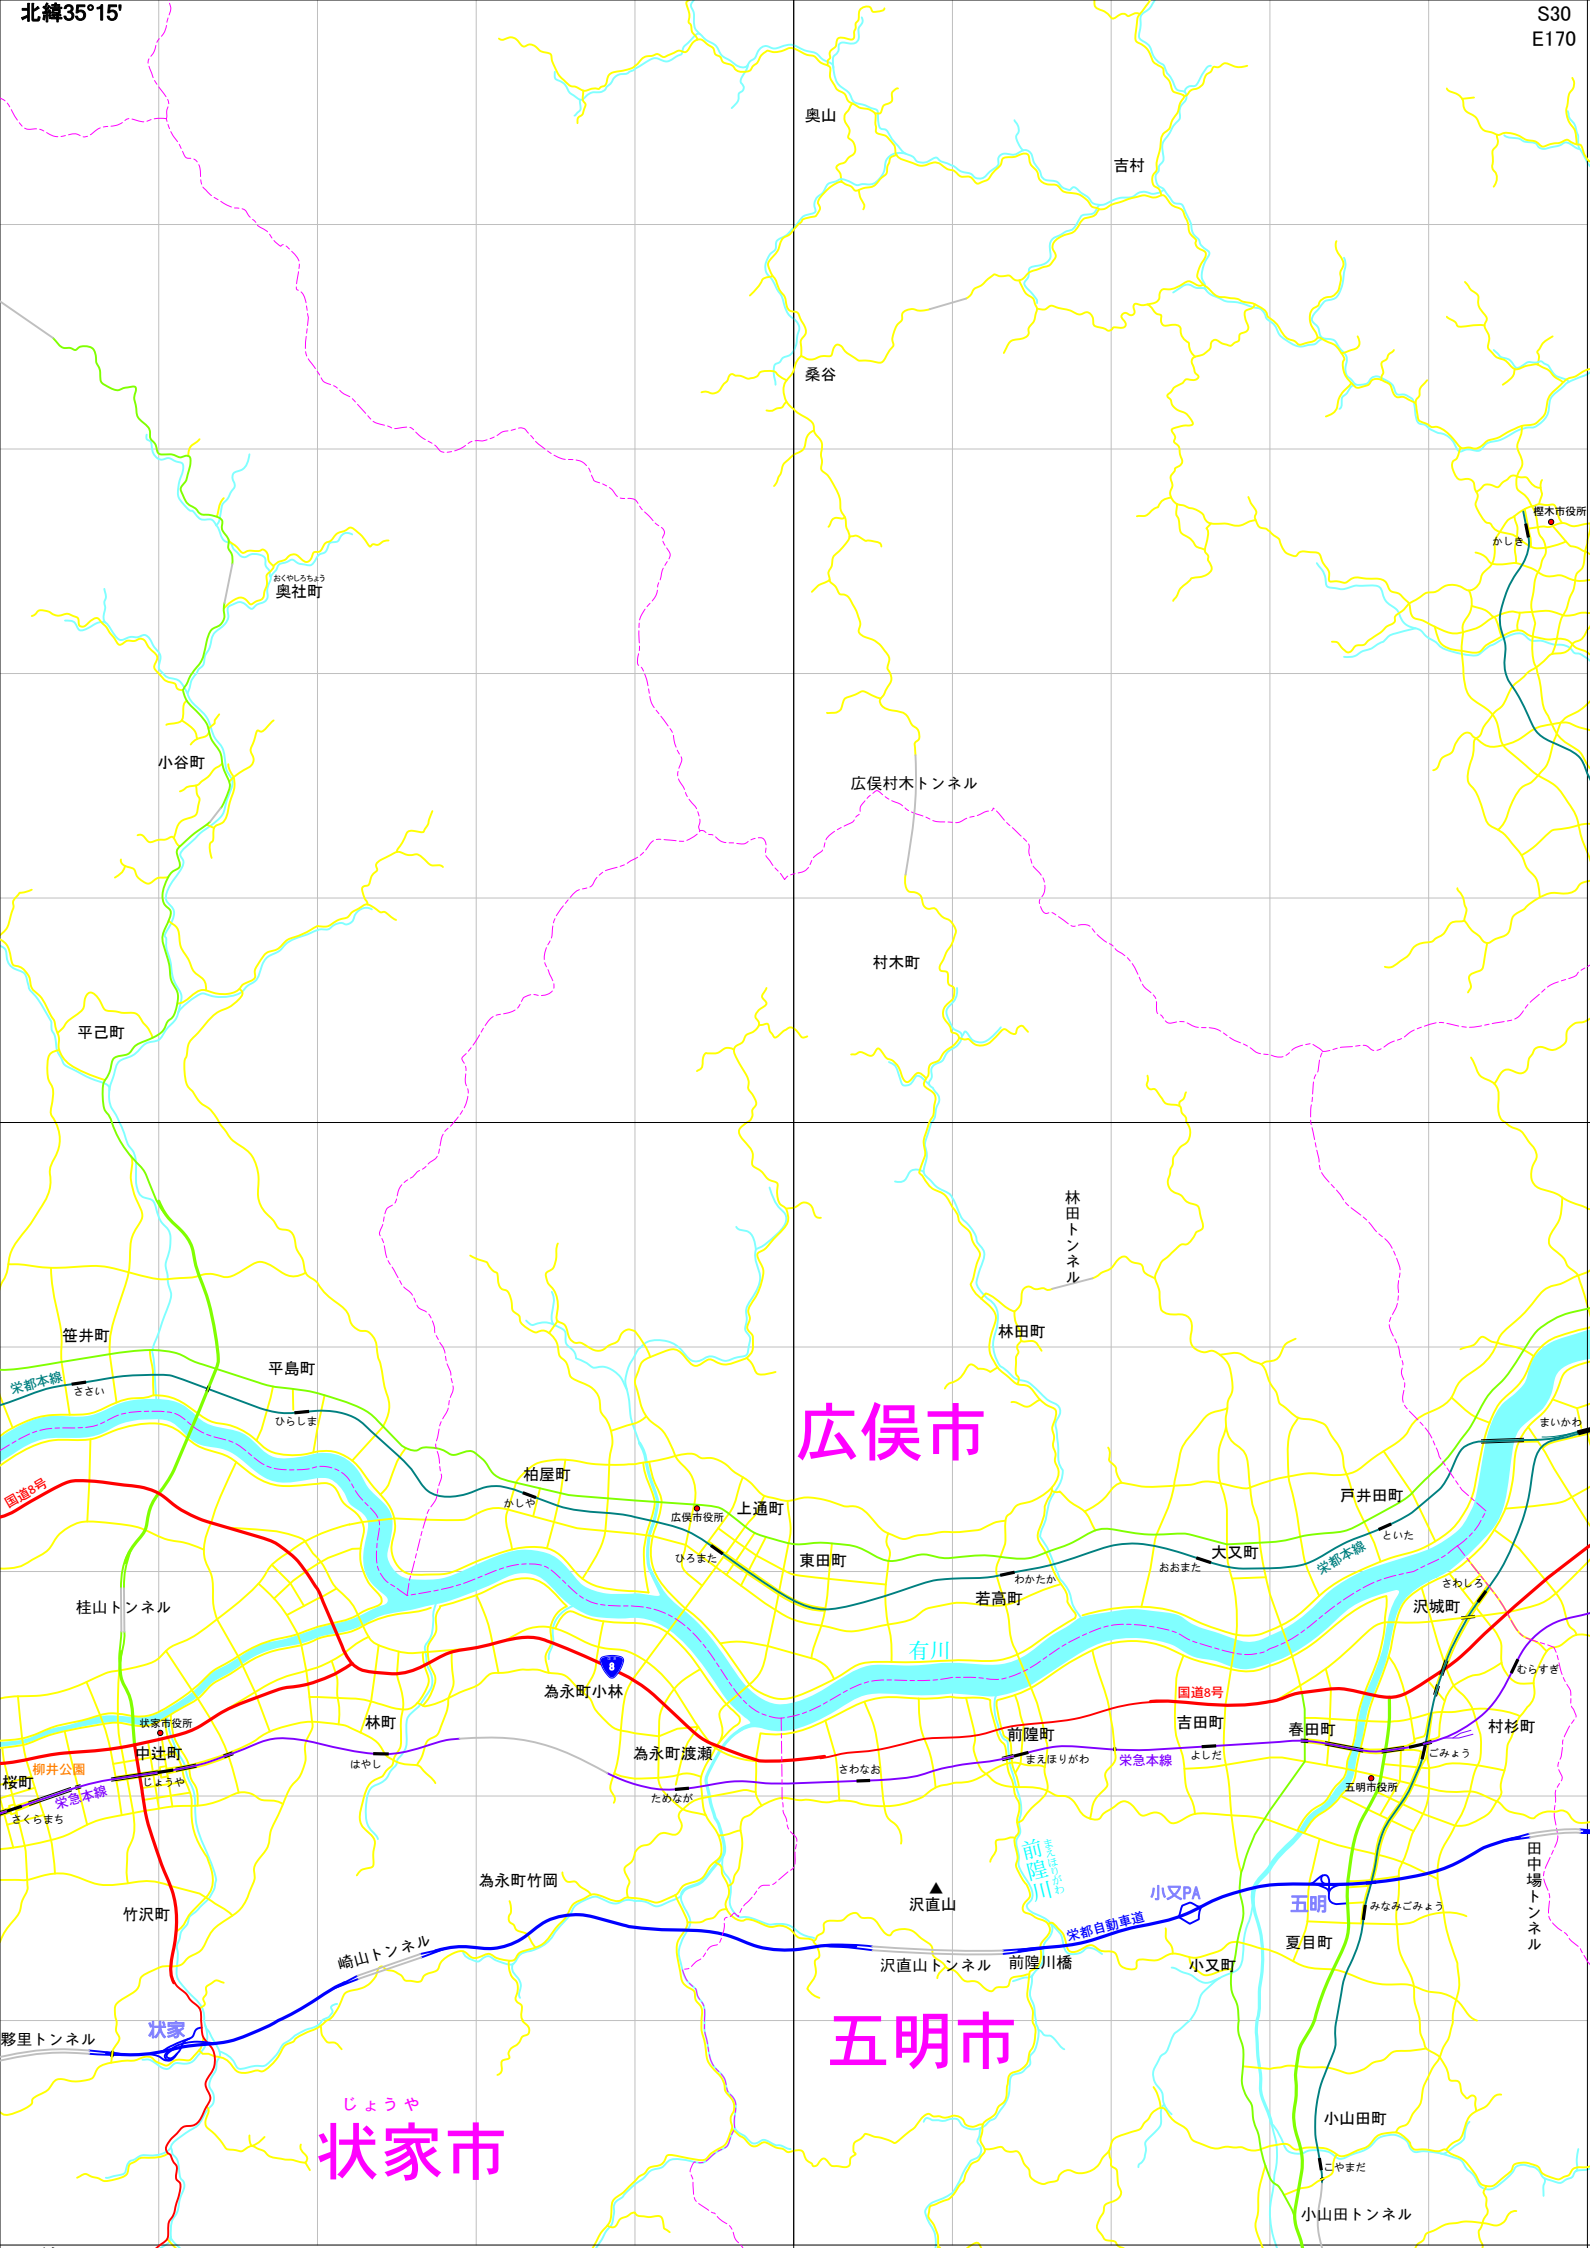 北緯35°15'
S30
E170
奥山
吉村
桑谷
樫木市役所
かしき
おくやしろちょう
奥社町
小谷町
広俣村木トンネル
村木町
平己町
林田トンネル
林田町
笹井町
平島町
栄都本線
ささい
ひらしま
広俣市
まいかわ
国道8号
柏屋町
かしや
上通町
広俣市役所
ひろまた
東田町
戸井田町
といた
大又町
おおまた
栄都本線
わかたか
若高町
さわしろ
沢城町
桂山トンネル
有川
8
為永町小林
むらすぎ
国道8号
状家市役所
林町
中辻町
はやし
為永町渡瀬
前隍町
まえほりがわ
吉田町
よしだ
春田町
村杉町
ごみょう
栄急本線
柳井公園
桜町
じょうや
栄急本線
さくらまち
ためなが
さわなお
五明市役所
前隍川
まえほりがわ
田中場トンネル
為永町竹岡
沢直山
小又PA
五明
みなみごみょう
竹沢町
栄都自動車道
夏目町
崎山トンネル
沢直山トンネル
前隍川橋
小又町
状家
夥里トンネル
五明市
じょうや
状家市
小山田町
こやまだ
小山田トンネル